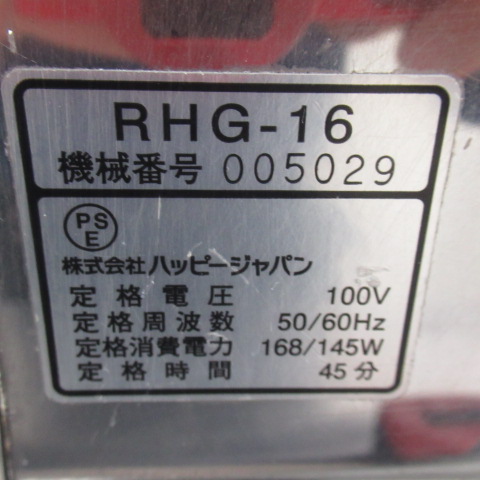 RHG-16
機械番号 005029
PS
E
株式会社ハッピージャパン
定格電圧 100V
定格周波数 50/60Hz
定格消費電力 168/145W
定格時間 45分